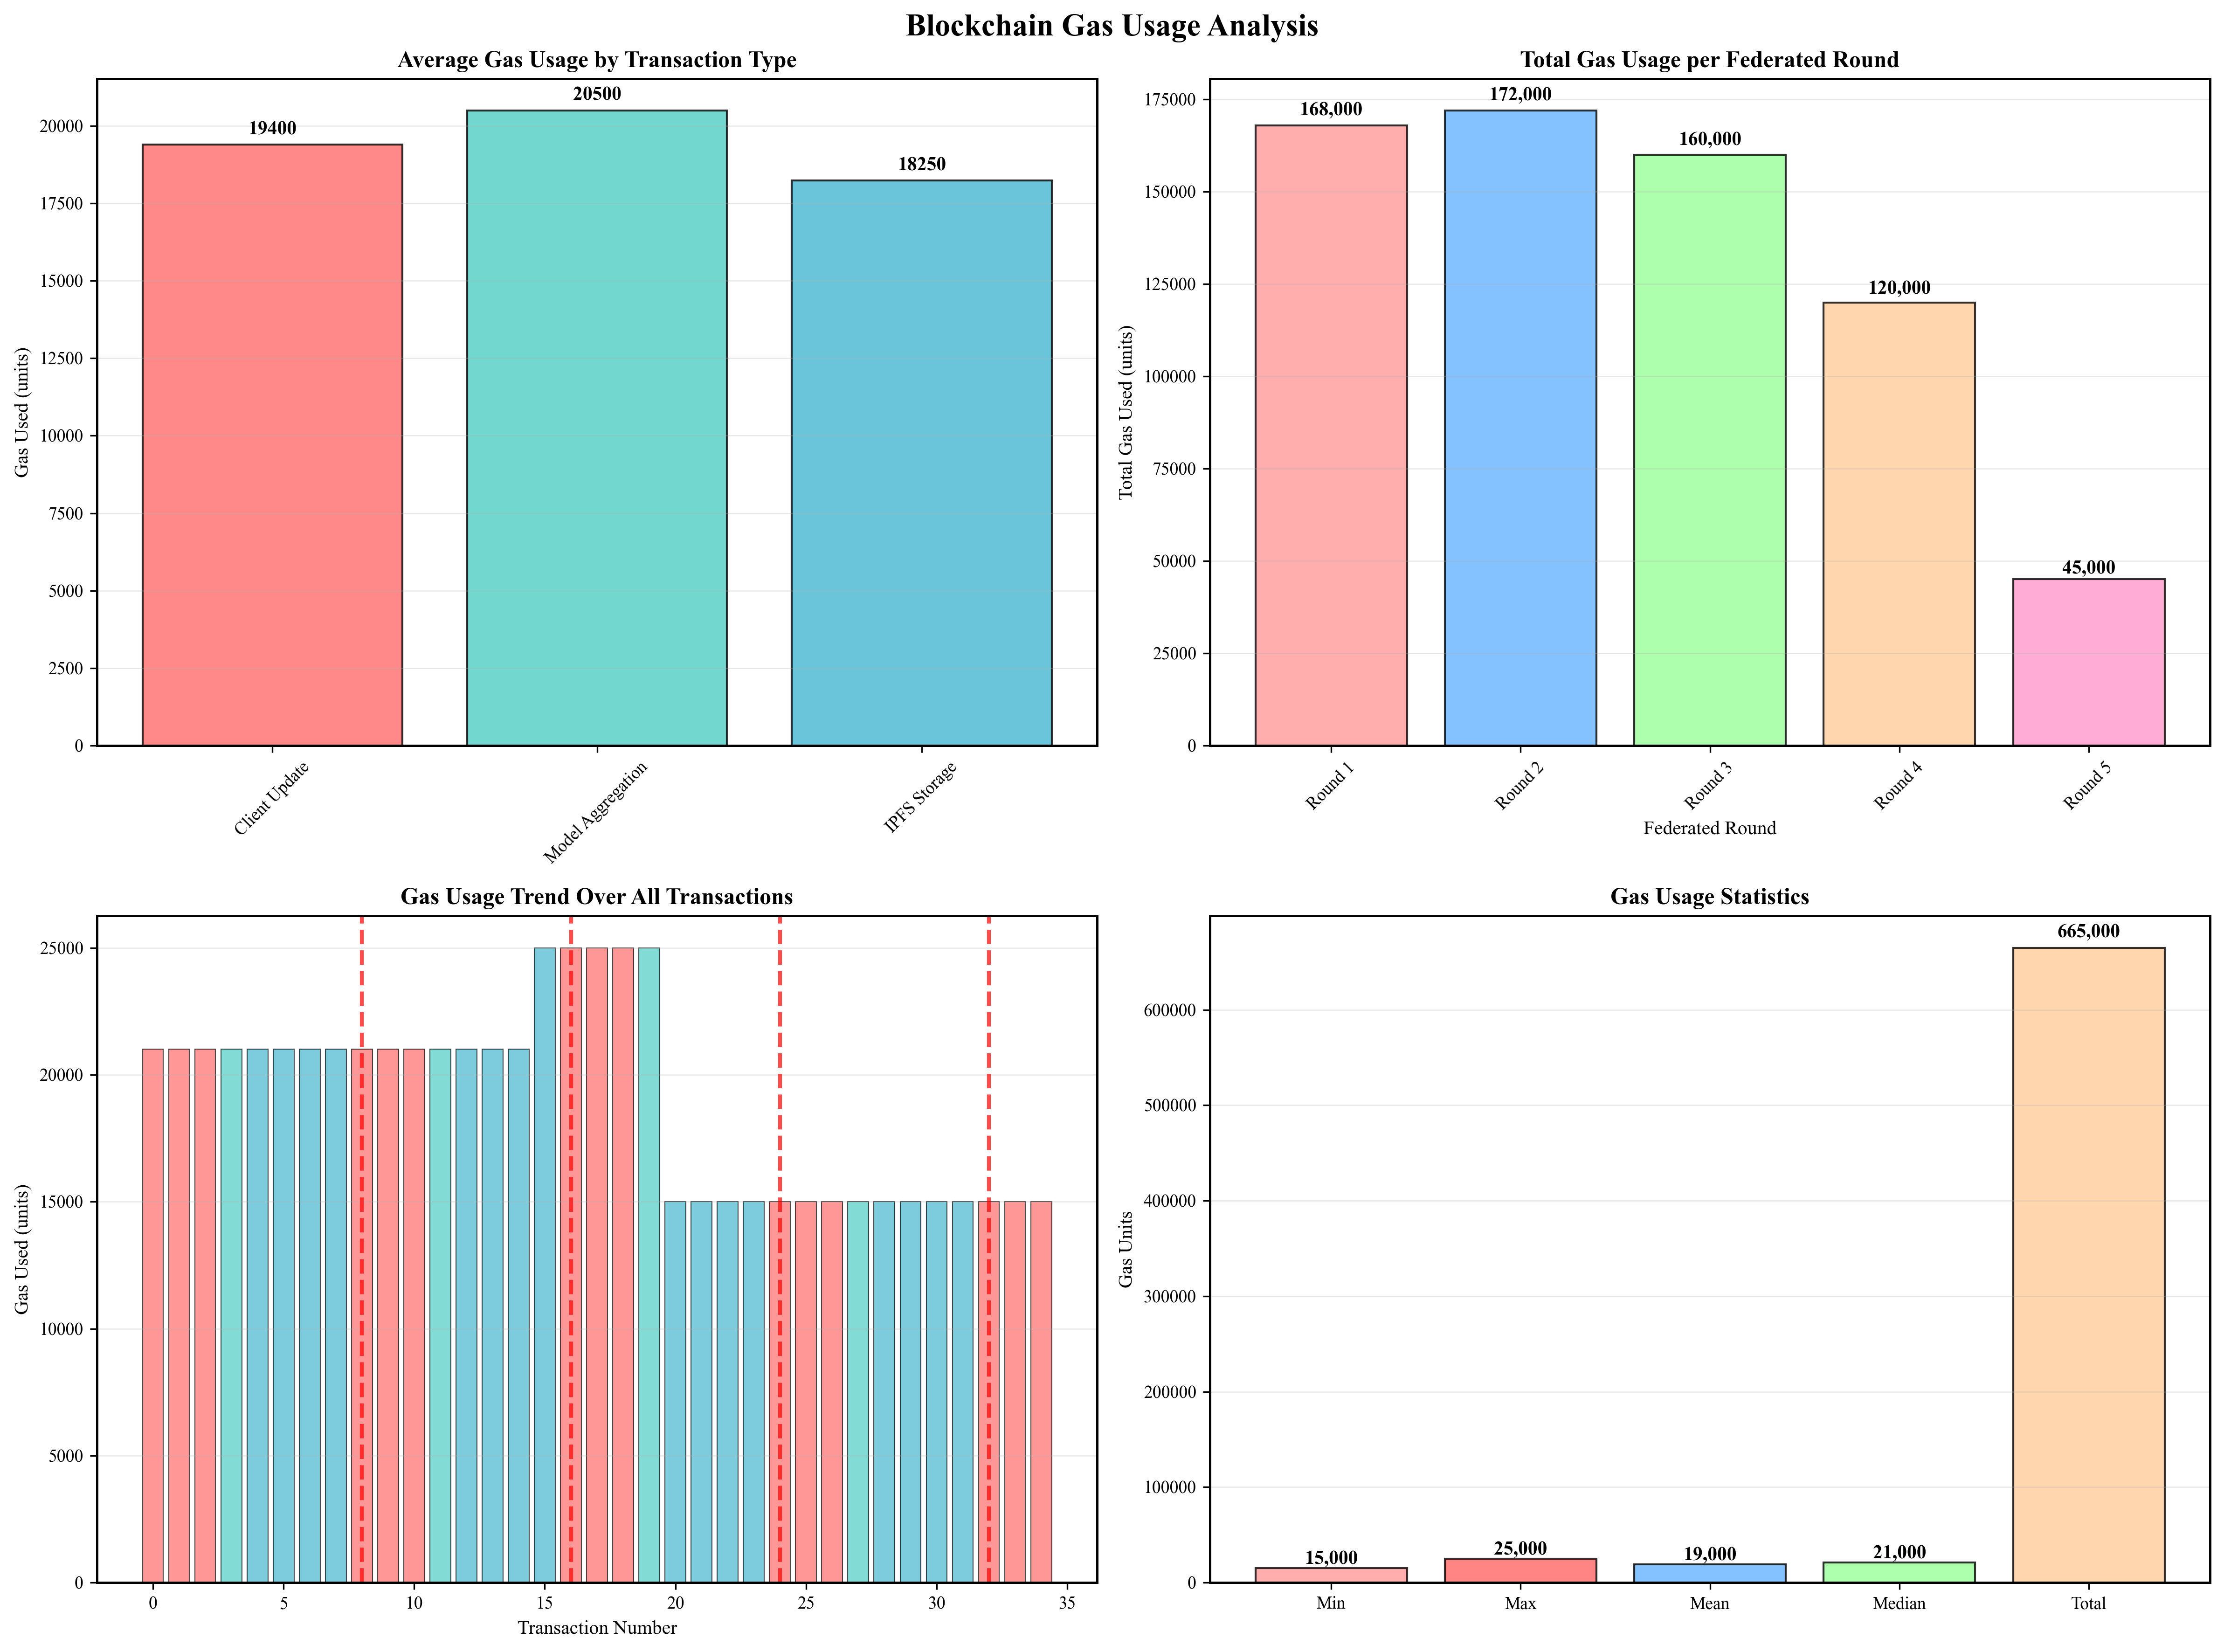 Blockchain Gas Usage Analysis
Average Gas Usage by Transaction Type
Gas Used (units)
20000
17500
15000
12500
10000
7500
5000
2500
0
19400
20500
18250
Client Update
Model Aggregation
IPFS Storage
Total Gas Usage per Federated Round
Total Gas Used (units)
175000
150000
125000
100000
75000
50000
25000
0
168,000
172,000
160,000
120,000
45,000
Round 1
Round 2
Round 3
Round 4
Round 5
Federated Round
Gas Usage Trend Over All Transactions
Gas Used (units)
25000
20000
15000
10000
5000
0
0 5 10 15 20 25 30 35
Transaction Number
Gas Usage Statistics
Gas Units
600000
500000
400000
300000
200000
100000
0
15,000
25,000
19,000
21,000
665,000
Min Max Mean Median Total